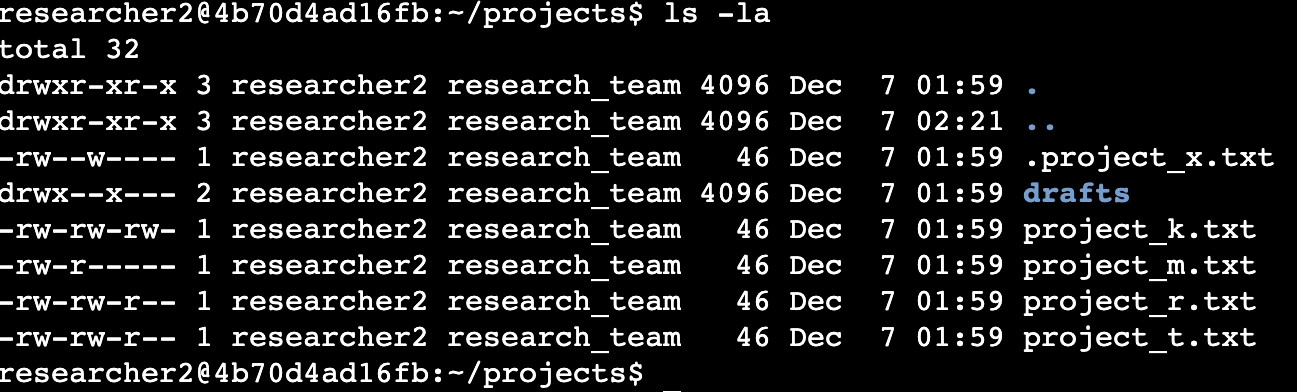 researcher2@4b70d4ad16fb:~/projects$ ls -la
total 32
drwxr-xr-x 3 researcher2 research_team 4096 Dec  7 01:59 .
drwxr-xr-x 3 researcher2 research_team 4096 Dec  7 02:21 ..
-rw--w---- 1 researcher2 research_team   46 Dec  7 01:59 .project_x.txt
drwx--x--- 2 researcher2 research_team 4096 Dec  7 01:59 drafts
-rw-rw-rw- 1 researcher2 research_team   46 Dec  7 01:59 project_k.txt
-rw-r----- 1 researcher2 research_team   46 Dec  7 01:59 project_m.txt
-rw-rw-r-- 1 researcher2 research_team   46 Dec  7 01:59 project_r.txt
-rw-rw-r-- 1 researcher2 research_team   46 Dec  7 01:59 project_t.txt
researcher2@4b70d4ad16fb:~/projects$